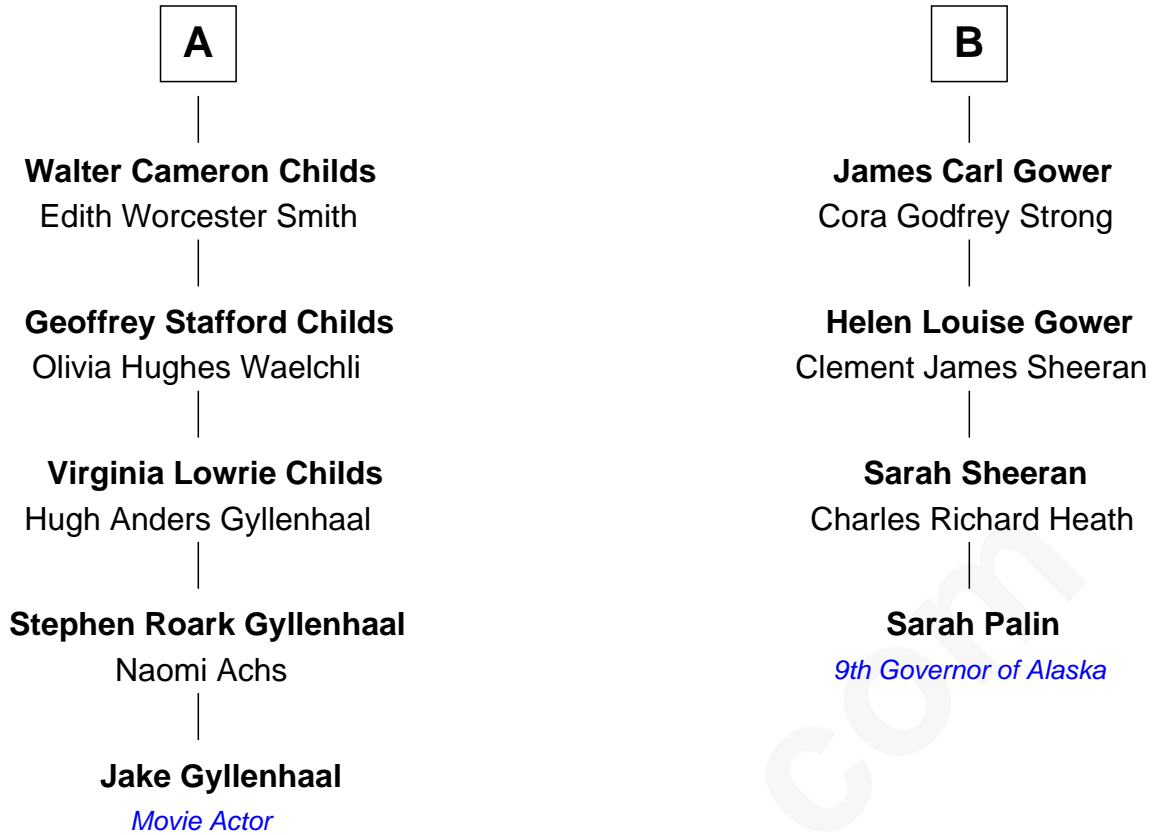 A
Walter Cameron Childs
Edith Worcester Smith
Geoffrey Stafford Childs
Olivia Hughes Waelchli
Virginia Lowrie Childs
Hugh Anders Gyllenhaal
Stephen Roark Gyllenhaal
Naomi Achs
Jake Gyllenhaal
Movie Actor
B
James Carl Gower
Cora Godfrey Strong
Helen Louise Gower
Clement James Sheeran
Sarah Sheeran
Charles Richard Heath
Sarah Palin
9th Governor of Alaska
com